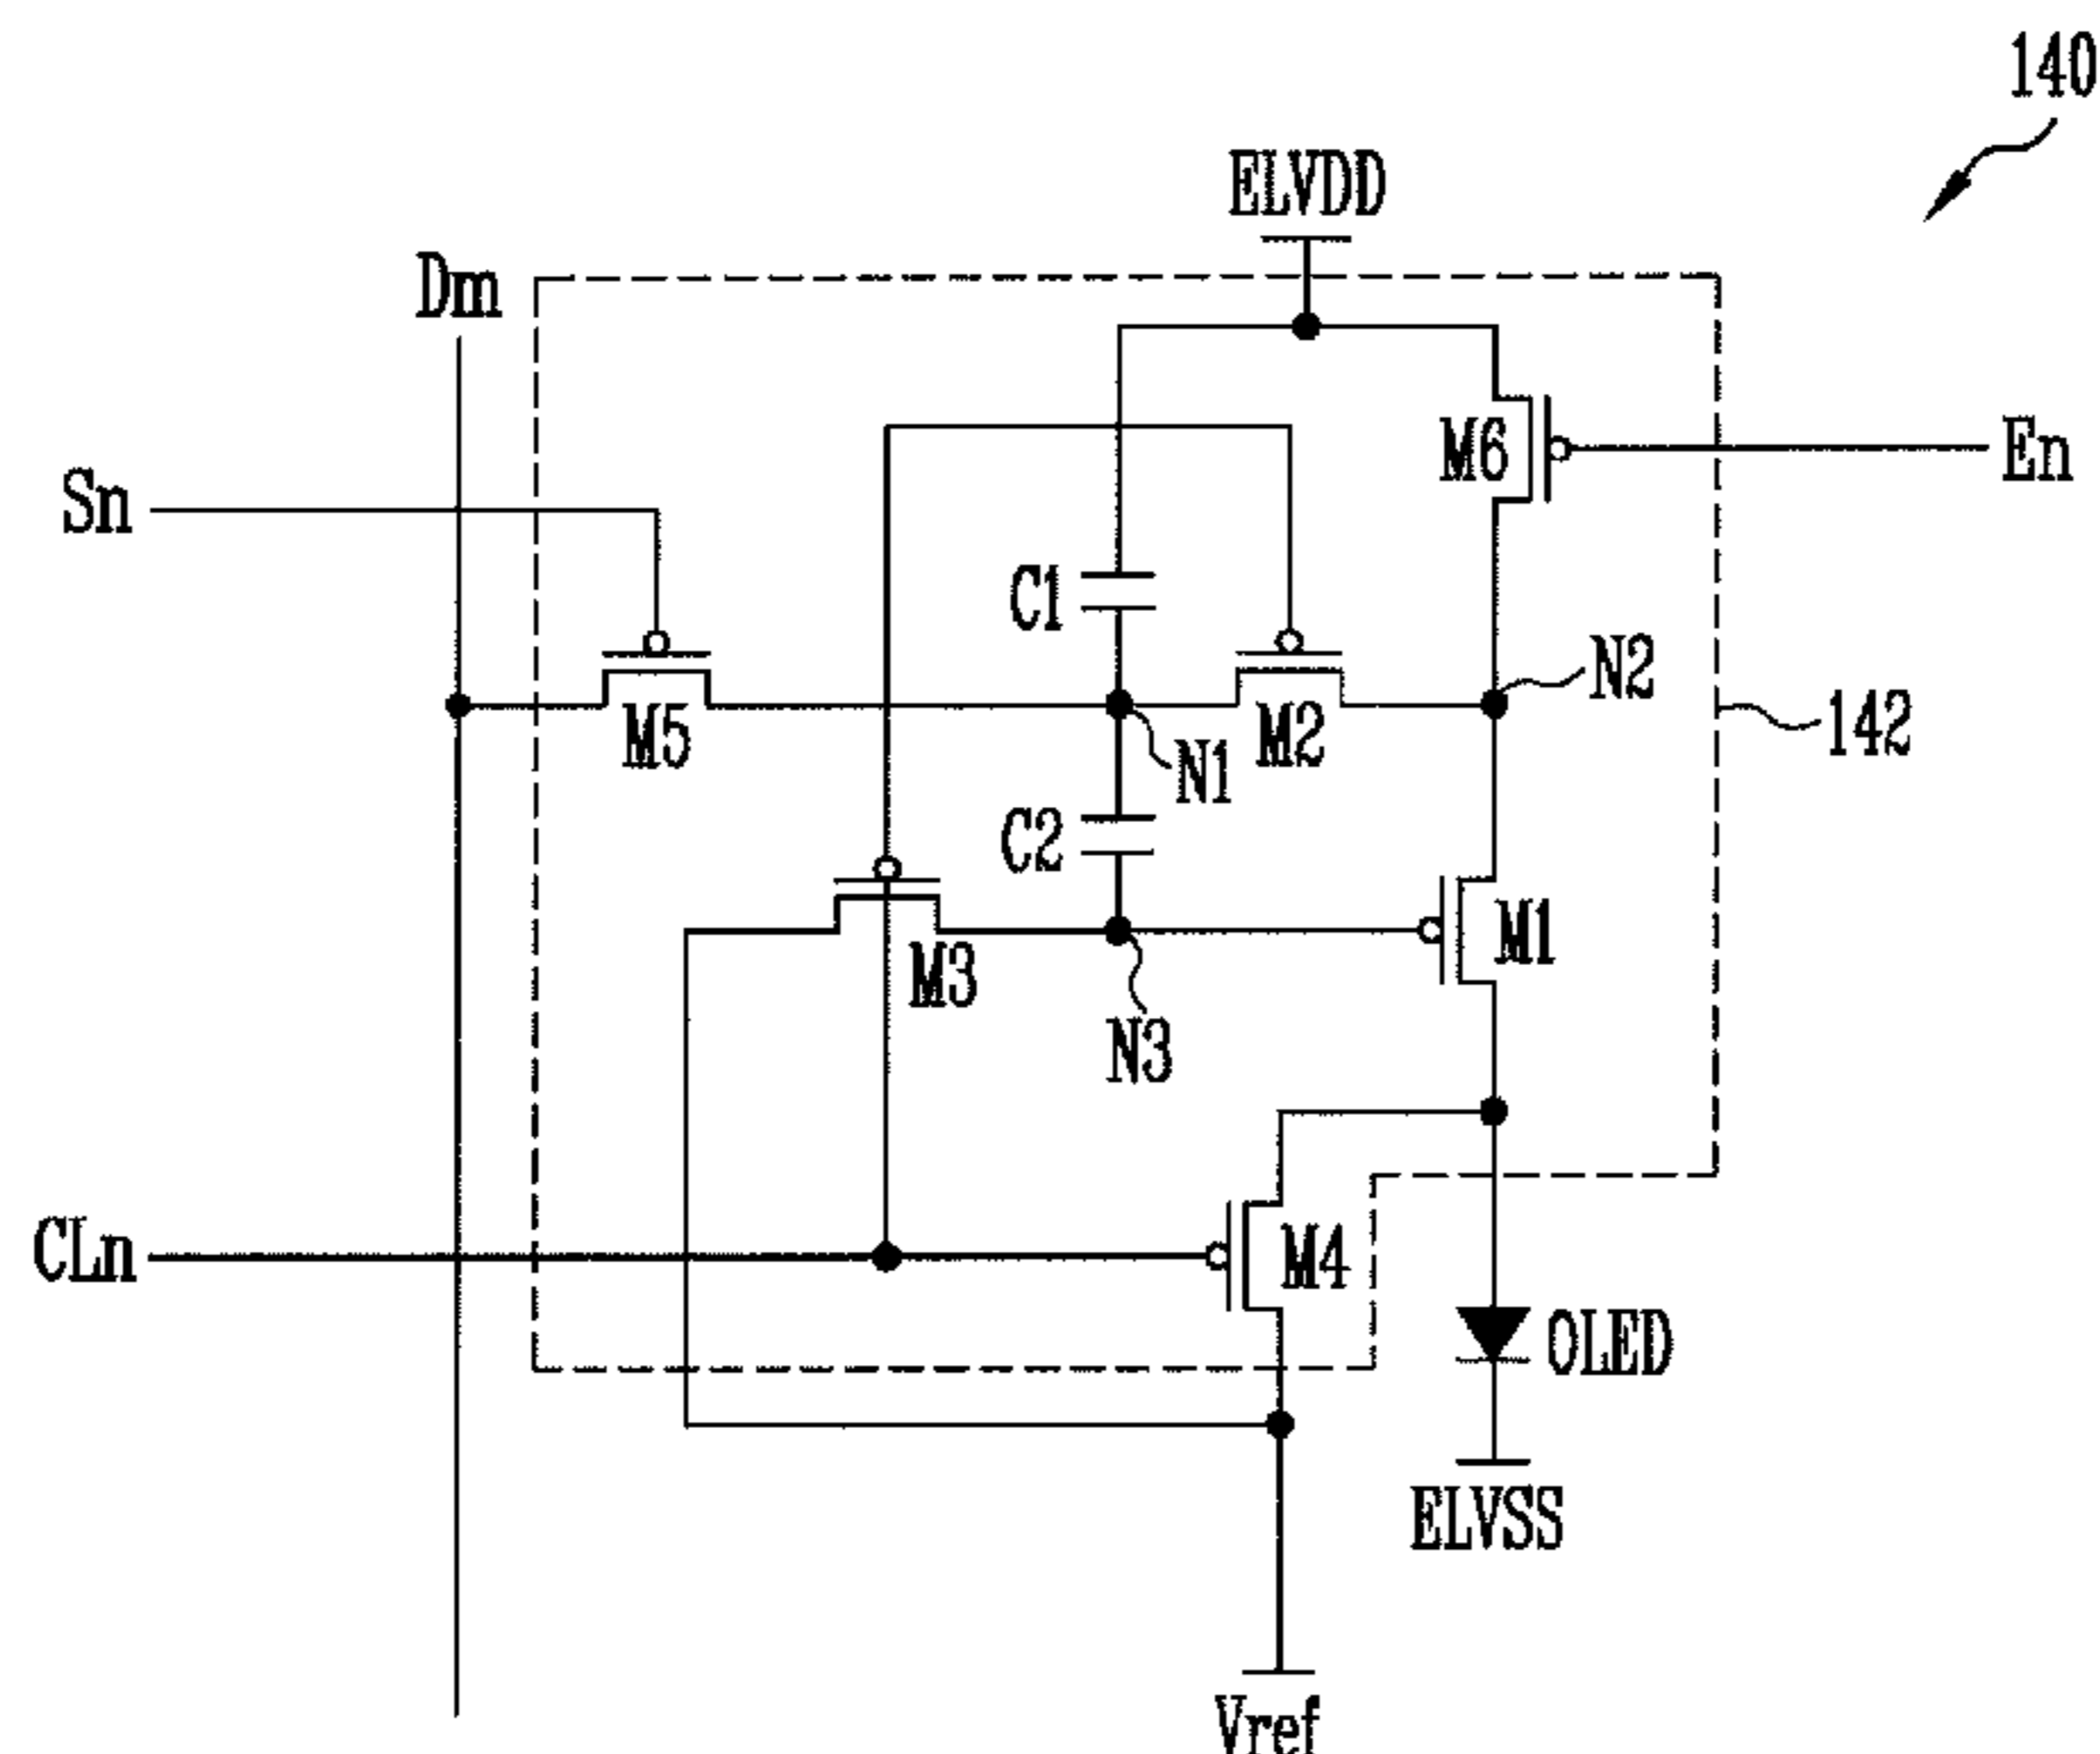 140
ELVDD
Dm
M6
En
Sn
C1
N2
M5
M2
142
N1
C2
M1
M3
N3
CLn
M4
OLED
ELVSS
Vref